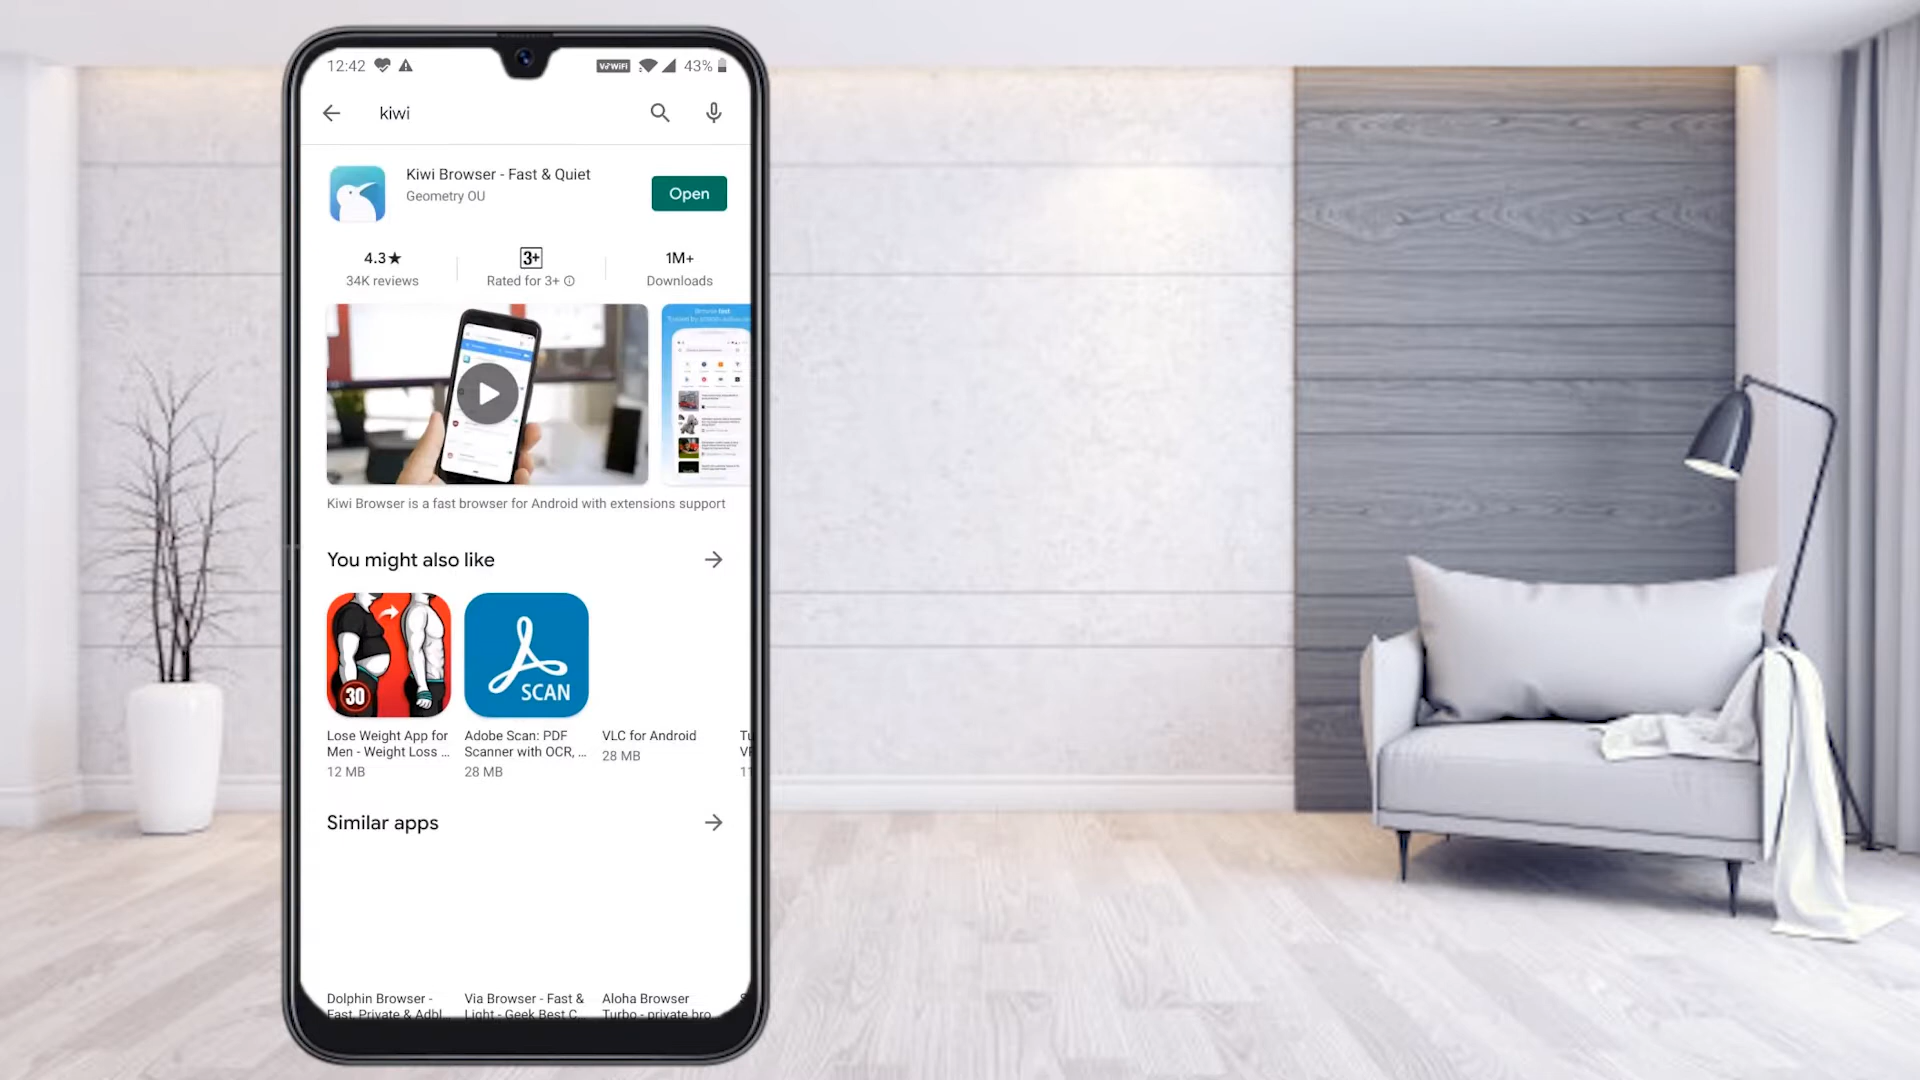 12:42 Vo WiFi 43%
kiwi
Kiwi Browser - Fast & Quiet
Geometry OU
Open
4.3★ 3+ 1M+
34K reviews Rated for 3+ Downloads
Kiwi Browser is a fast browser for Android with extensions support
You might also like
30
SCAN
Lose Weight App for
Men - Weight Loss ...
12 MB
Adobe Scan: PDF
Scanner with OCR, ...
28 MB
VLC for Android
28 MB
Similar apps
Dolphin Browser -
Fast, Private & Adbl...
Via Browser - Fast &
Light - Geek Best C...
Aloha Browser
Turbo - private bro